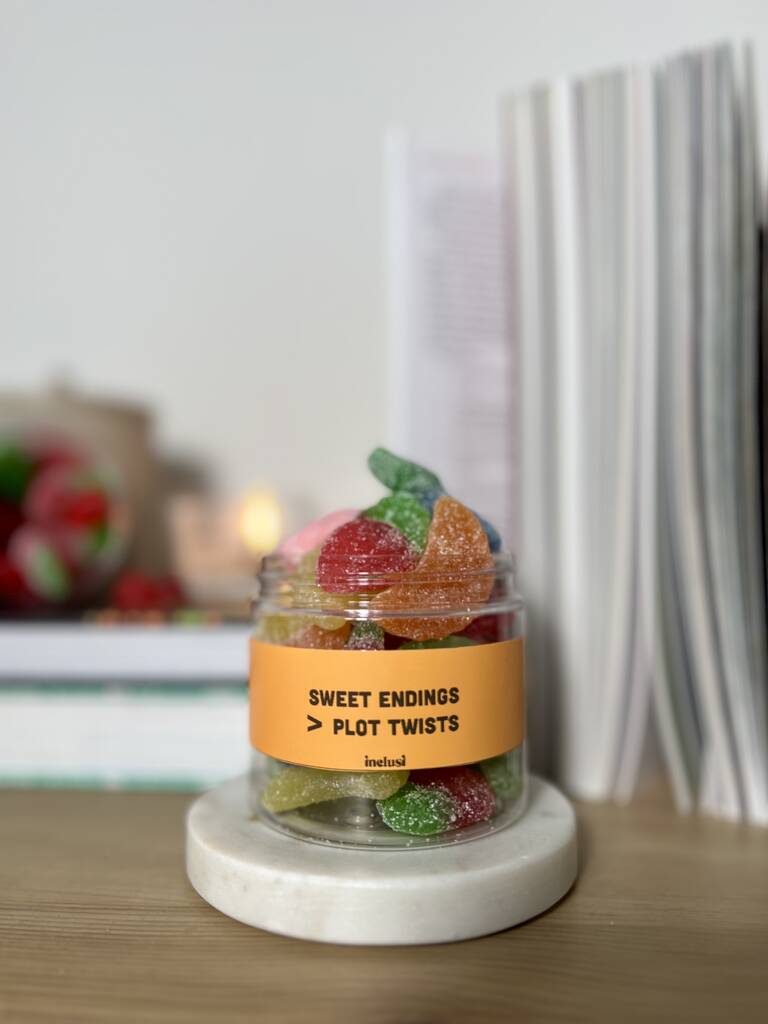 SWEET ENDINGS
> PLOT TWISTS
inelusi